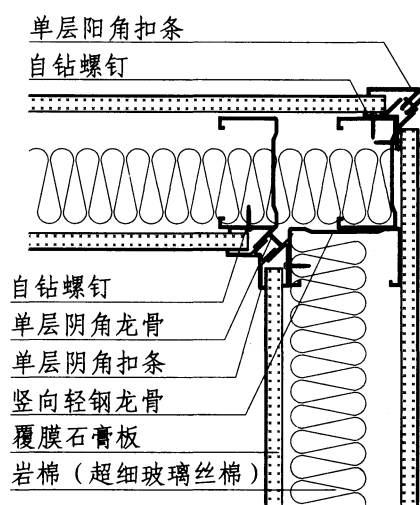 单层阳角扣条
自钻螺钉
自钻螺钉
单层阴角龙骨
单层阴角扣条
竖向轻钢龙骨
覆膜石膏板
岩棉（超细玻璃丝棉）